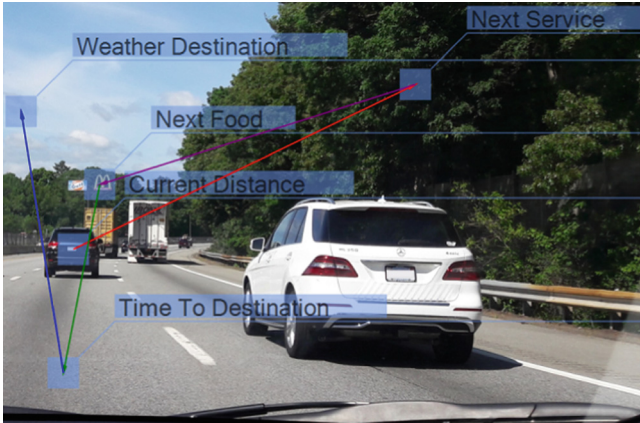 Next Service
Weather Destination
Next Food
Current Distance
Time To Destination